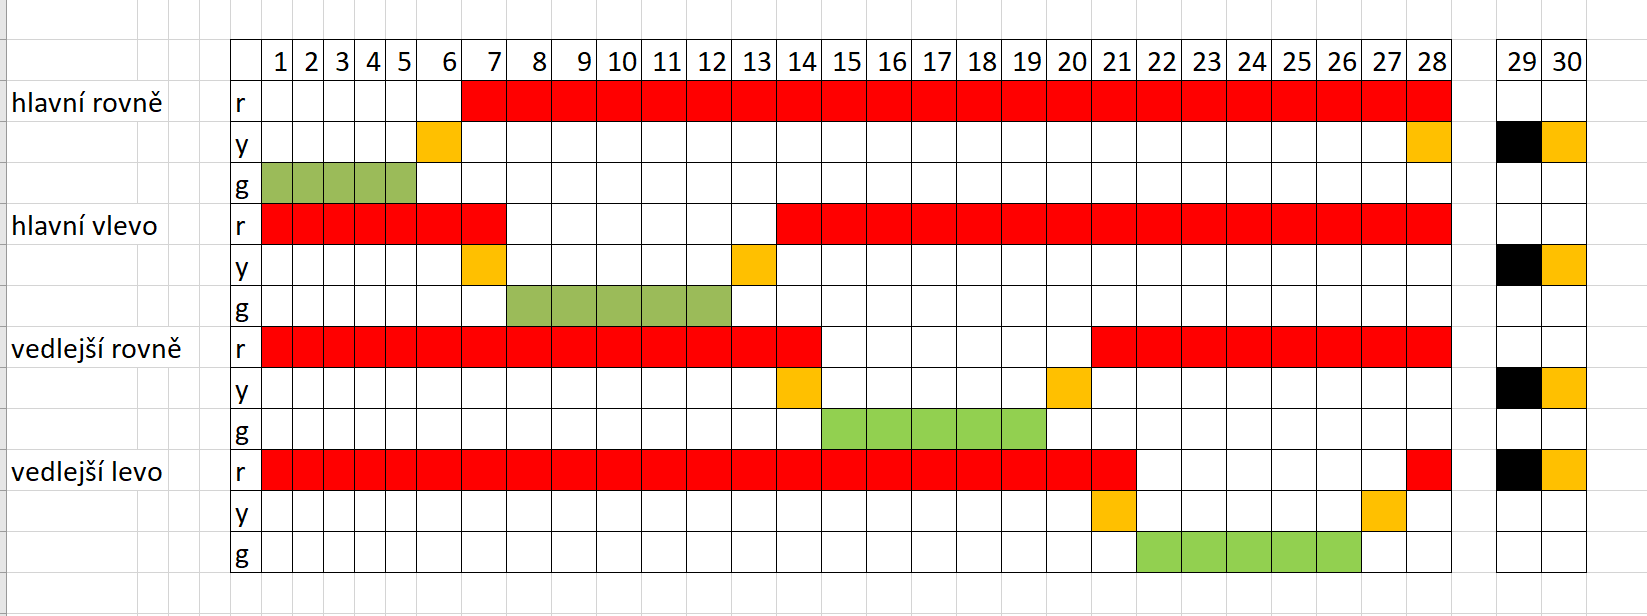 1 2 3 4 5 6 7 8 9 10 11 12 13 14 15 16 17 18 19 20 21 22 23 24 25 26 27 28 29 30
hlavní rovně r
y
g
hlavní vlevo r
y
g
vedlejší rovně r
y
g
vedlejší levo r
y
g